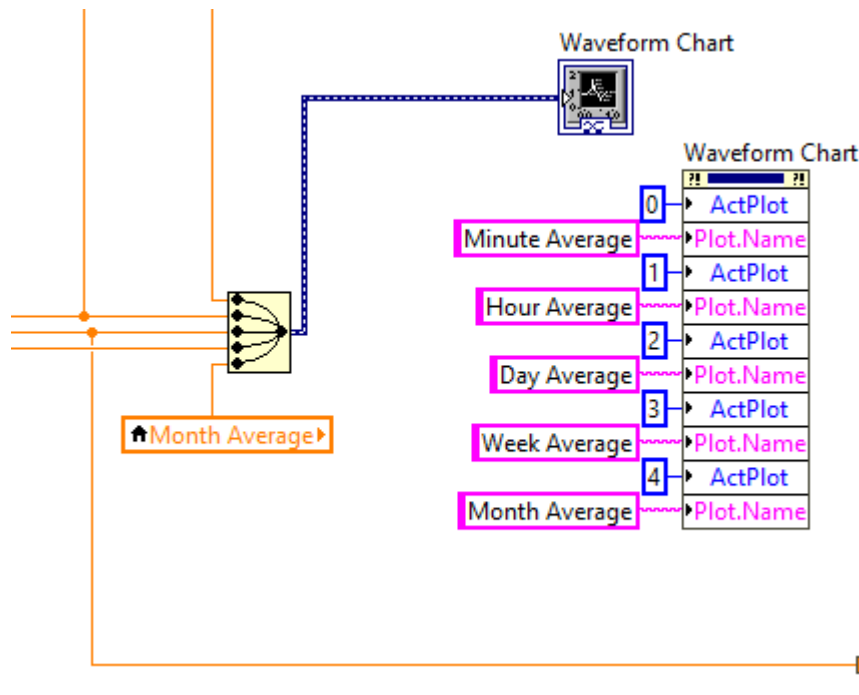 Waveform Chart
Waveform Chart
?! ?!
0 ActPlot
Minute Average Plot.Name
1 ActPlot
Hour Average Plot.Name
2 ActPlot
Day Average Plot.Name
3 ActPlot
Month Average
Week Average Plot.Name
4 ActPlot
Month Average Plot.Name